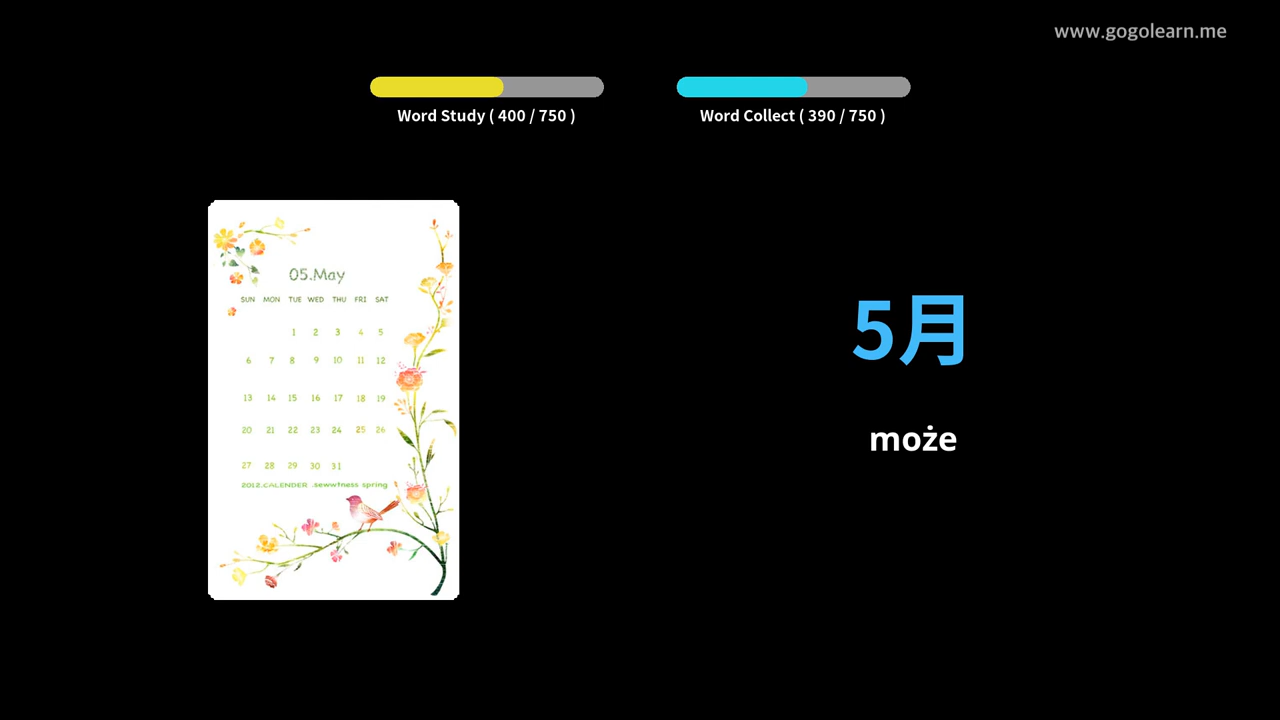 www.gogolearn.me
Word Study ( 400 / 750 )
Word Collect ( 390 / 750 )
05.May
SUN MON TUE WED THU FRI SAT
1 2 3 4 5
6 7 8 9 10 11 12
13 14 15 16 17 18 19
20 21 22 23 24 25 26
27 28 29 30 31
2012.CALENDER .sewwtness spring
5月
może